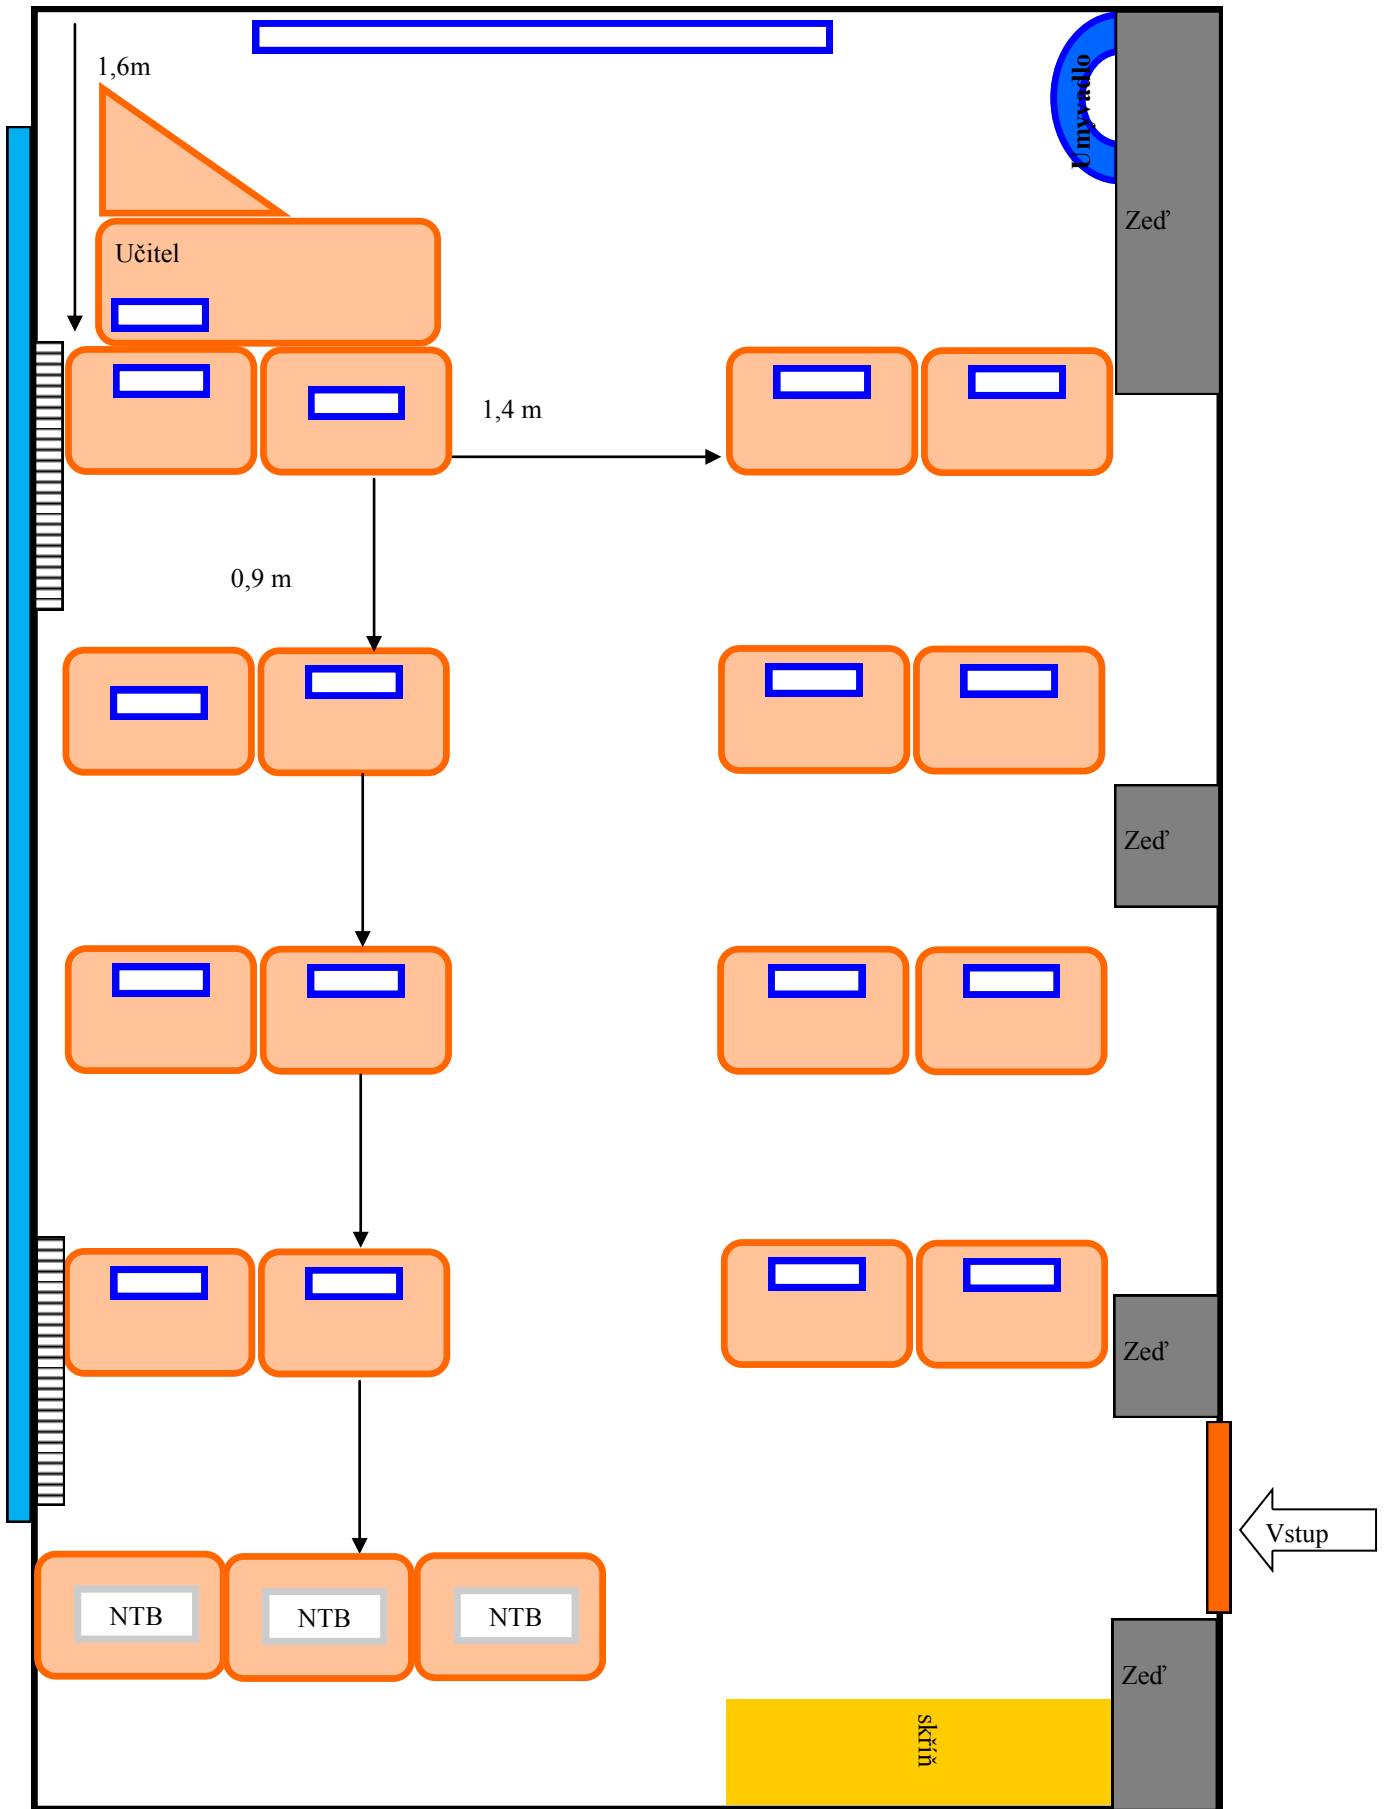 1,6m
Umyvadlo
Zeď
Učitel
1,4 m
0,9 m
Zeď
Zeď
Vstup
NTB
NTB
NTB
Zeď
skříň